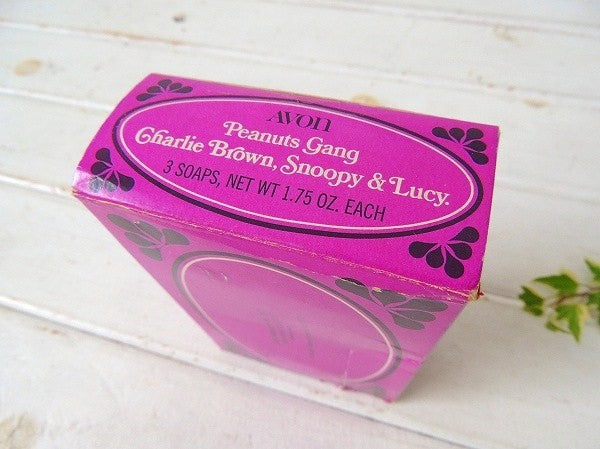 AVON
Peanuts Gang
Charlie Brown, Snoopy & Lucy.
3 SOAPS, NET WT 1.75 OZ. EACH